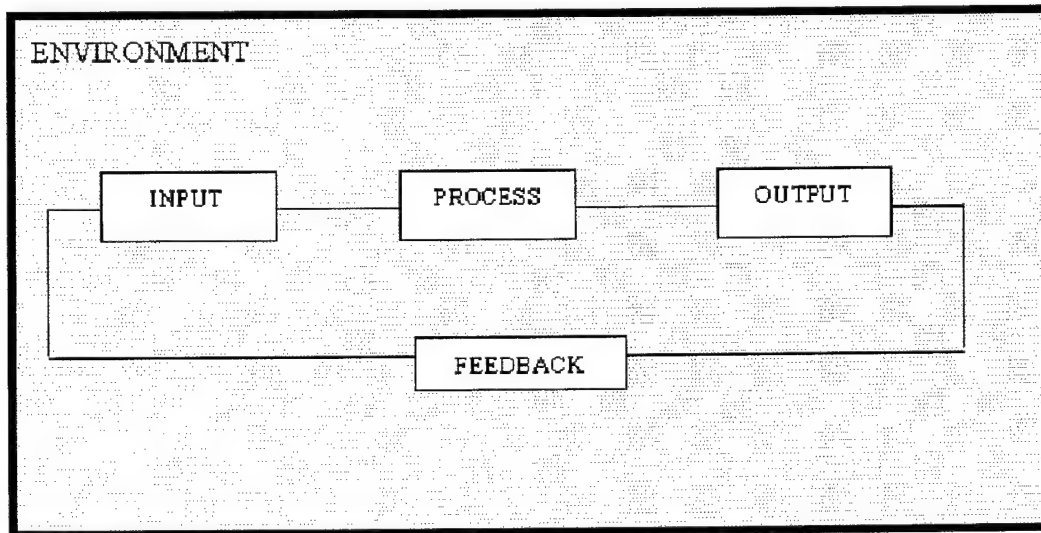 ENVIRONMENT
INPUT
PROCESS
OUTPUT
FEEDBACK